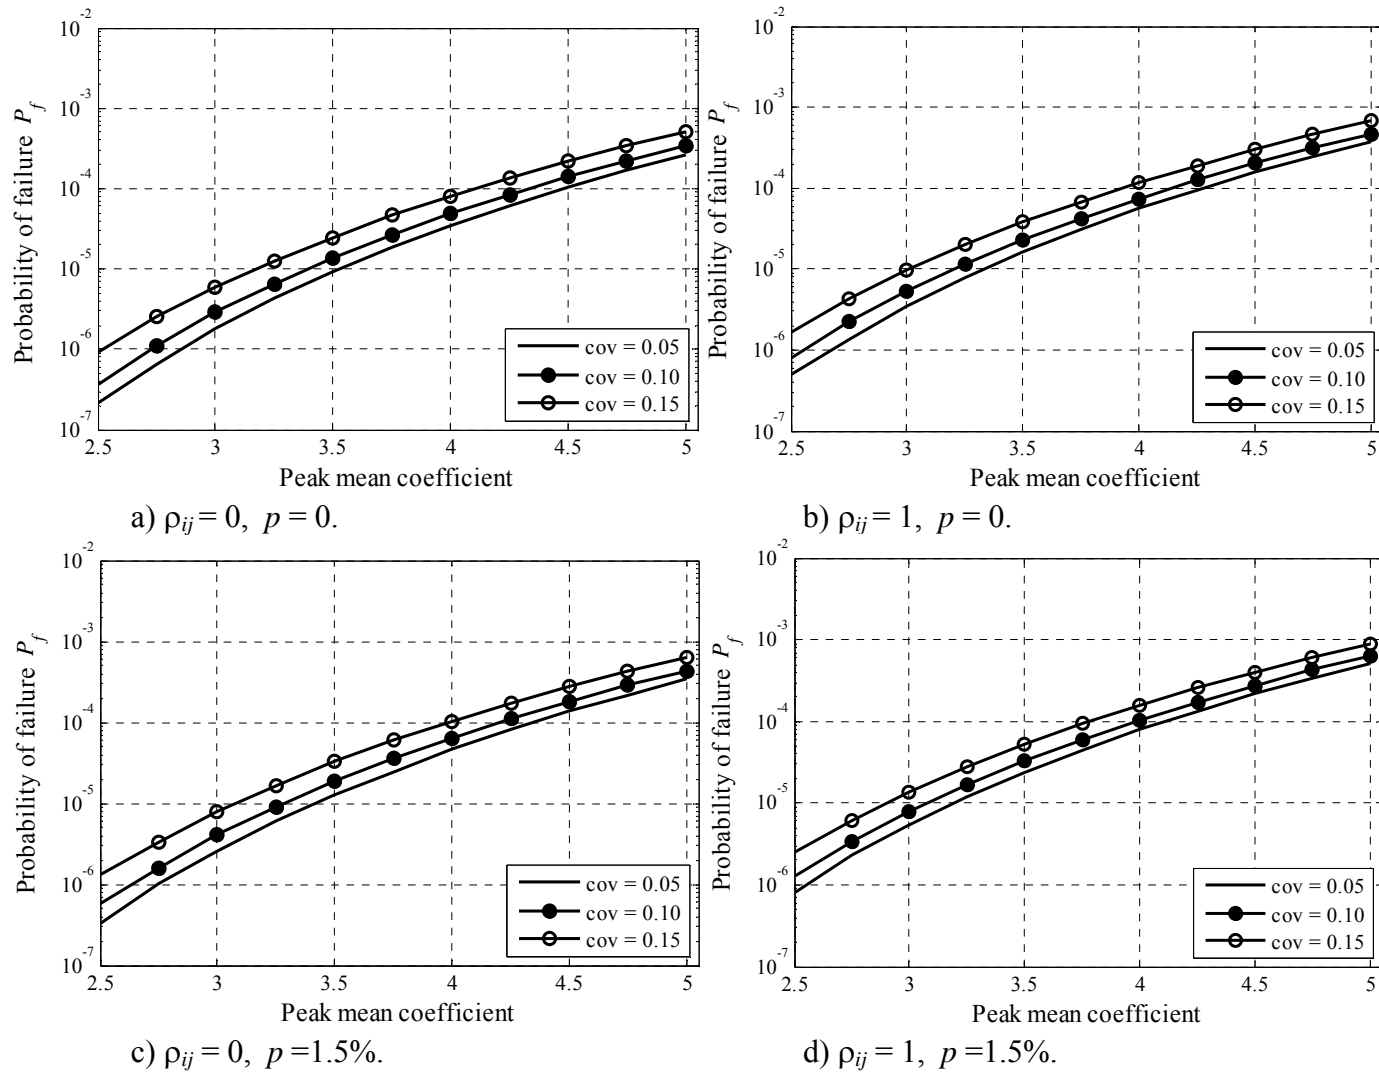 10^-2
10^-3
10^-4
10^-5
10^-6
10^-7
Probability of failure P_f
cov = 0.05
cov = 0.10
cov = 0.15
2.5 3 3.5 4 4.5 5
Peak mean coefficient
a) ρij = 0, p = 0.
10^-2
10^-3
10^-4
10^-5
10^-6
10^-7
Probability of failure P_f
cov = 0.05
cov = 0.10
cov = 0.15
2.5 3 3.5 4 4.5 5
Peak mean coefficient
b) ρij = 1, p = 0.
10^-2
10^-3
10^-4
10^-5
10^-6
10^-7
Probability of failure P_f
cov = 0.05
cov = 0.10
cov = 0.15
2.5 3 3.5 4 4.5 5
Peak mean coefficient
c) ρij = 0, p =1.5%.
10^-2
10^-3
10^-4
10^-5
10^-6
10^-7
Probability of failure P_f
cov = 0.05
cov = 0.10
cov = 0.15
2.5 3 3.5 4 4.5 5
Peak mean coefficient
d) ρij = 1, p =1.5%.